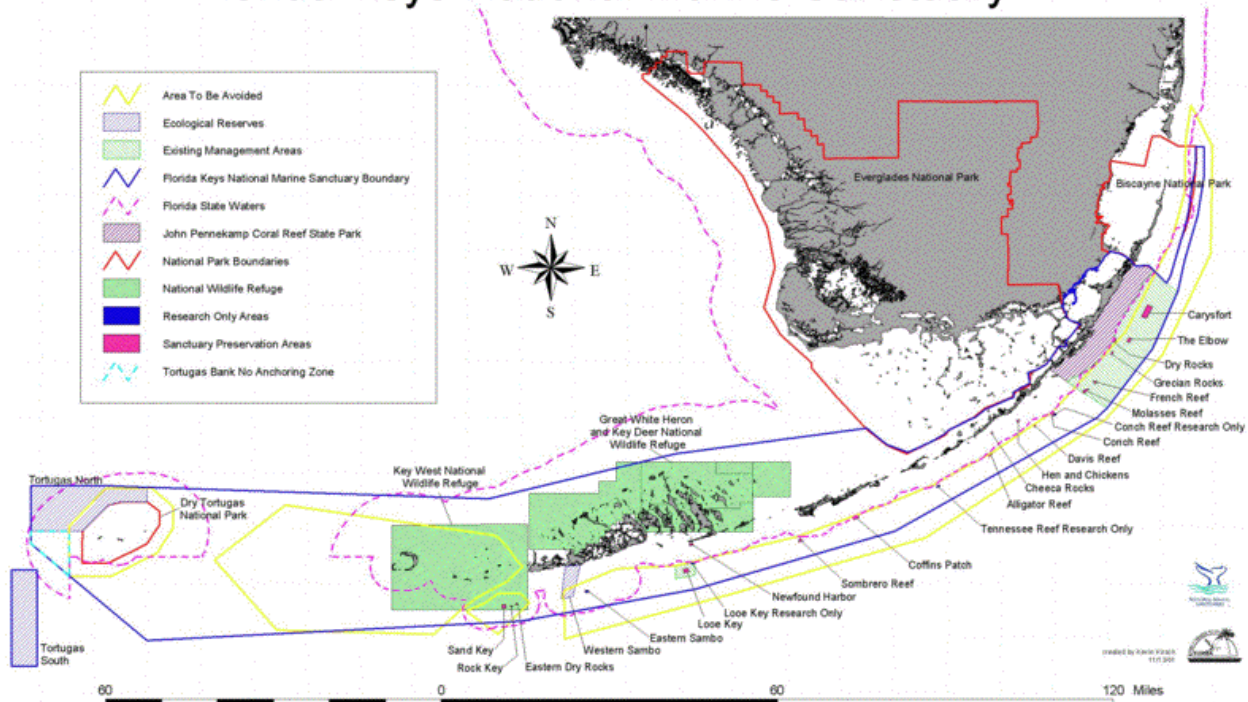 Area To Be Avoided
Ecological Reserves
Existing Management Areas
Florida Keys National Marine Sanctuary Boundary
Florida State Waters
John Pennekamp Coral Reef State Park
National Park Boundaries
National Wildlife Refuge
Research Only Areas
Sanctuary Preservation Areas
Tortugas Bank No Anchoring Zone
N
W
E
S
Everglades National Park
Biscayne National Park
Carysfort
The Elbow
Dry Rocks
Grecian Rocks
French Reef
Molasses Reef
Conch Reef Research Only
Conch Reef
Davis Reef
Hen and Chickens
Cheeca Rocks
Alligator Reef
Tennessee Reef Research Only
Coffins Patch
Sombrero Reef
Newfound Harbor
Looe Key Research Only
Looe Key
Eastern Sambo
Western Sambo
Eastern Dry Rocks
Rock Key
Sand Key
Great White Heron
and Key Deer National
Wildlife Refuge
Key West National
Wildlife Refuge
Tortugas North
Dry Tortugas
National Park
Tortugas
South
created by Kevin
60
0
60
120 Miles